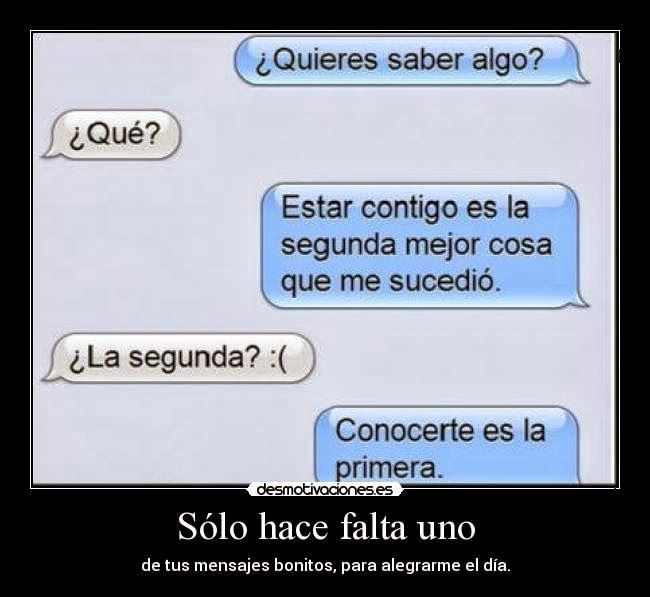 ¿Quieres saber algo?
¿Qué?
Estar contigo es la
segunda mejor cosa
que me sucedió.
¿La segunda? :(
Conocerte es la
primera.
desmotivaciones.es
Sólo hace falta uno
de tus mensajes bonitos, para alegrarme el día.